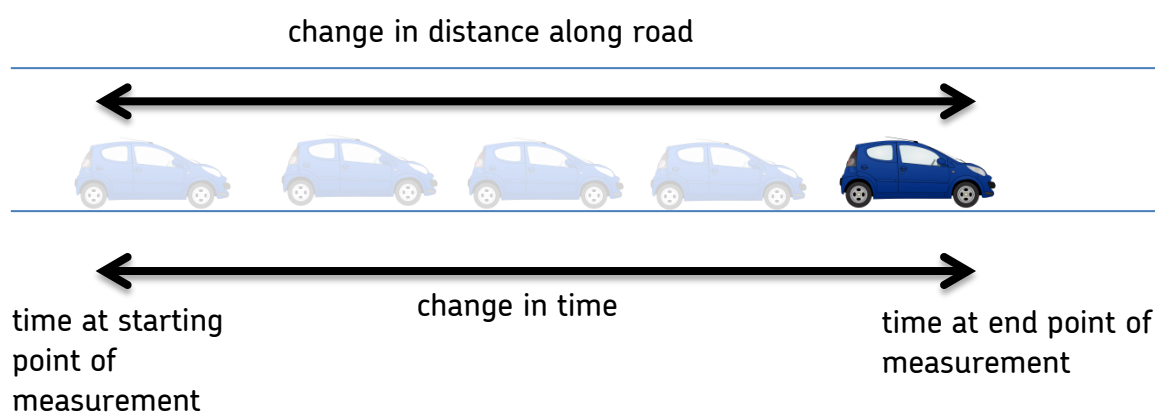 change in distance along road
change in time
time at starting
point of
measurement
time at end point of
measurement